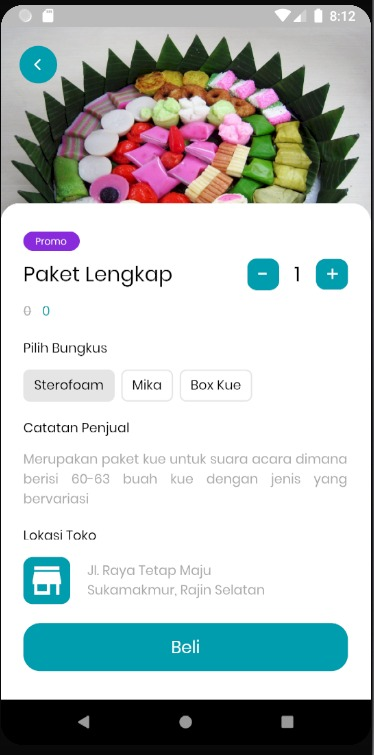 8:12
Promo
Paket Lengkap
- 1 +
0 0
Pilih Bungkus
Sterofoam Mika Box Kue
Catatan Penjual
Merupakan paket kue untuk suara acara dimana
berisi 60-63 buah kue dengan jenis yang
bervariasi
Lokasi Toko
Jl. Raya Tetap Maju
Sukamakmur, Rajin Selatan
Beli